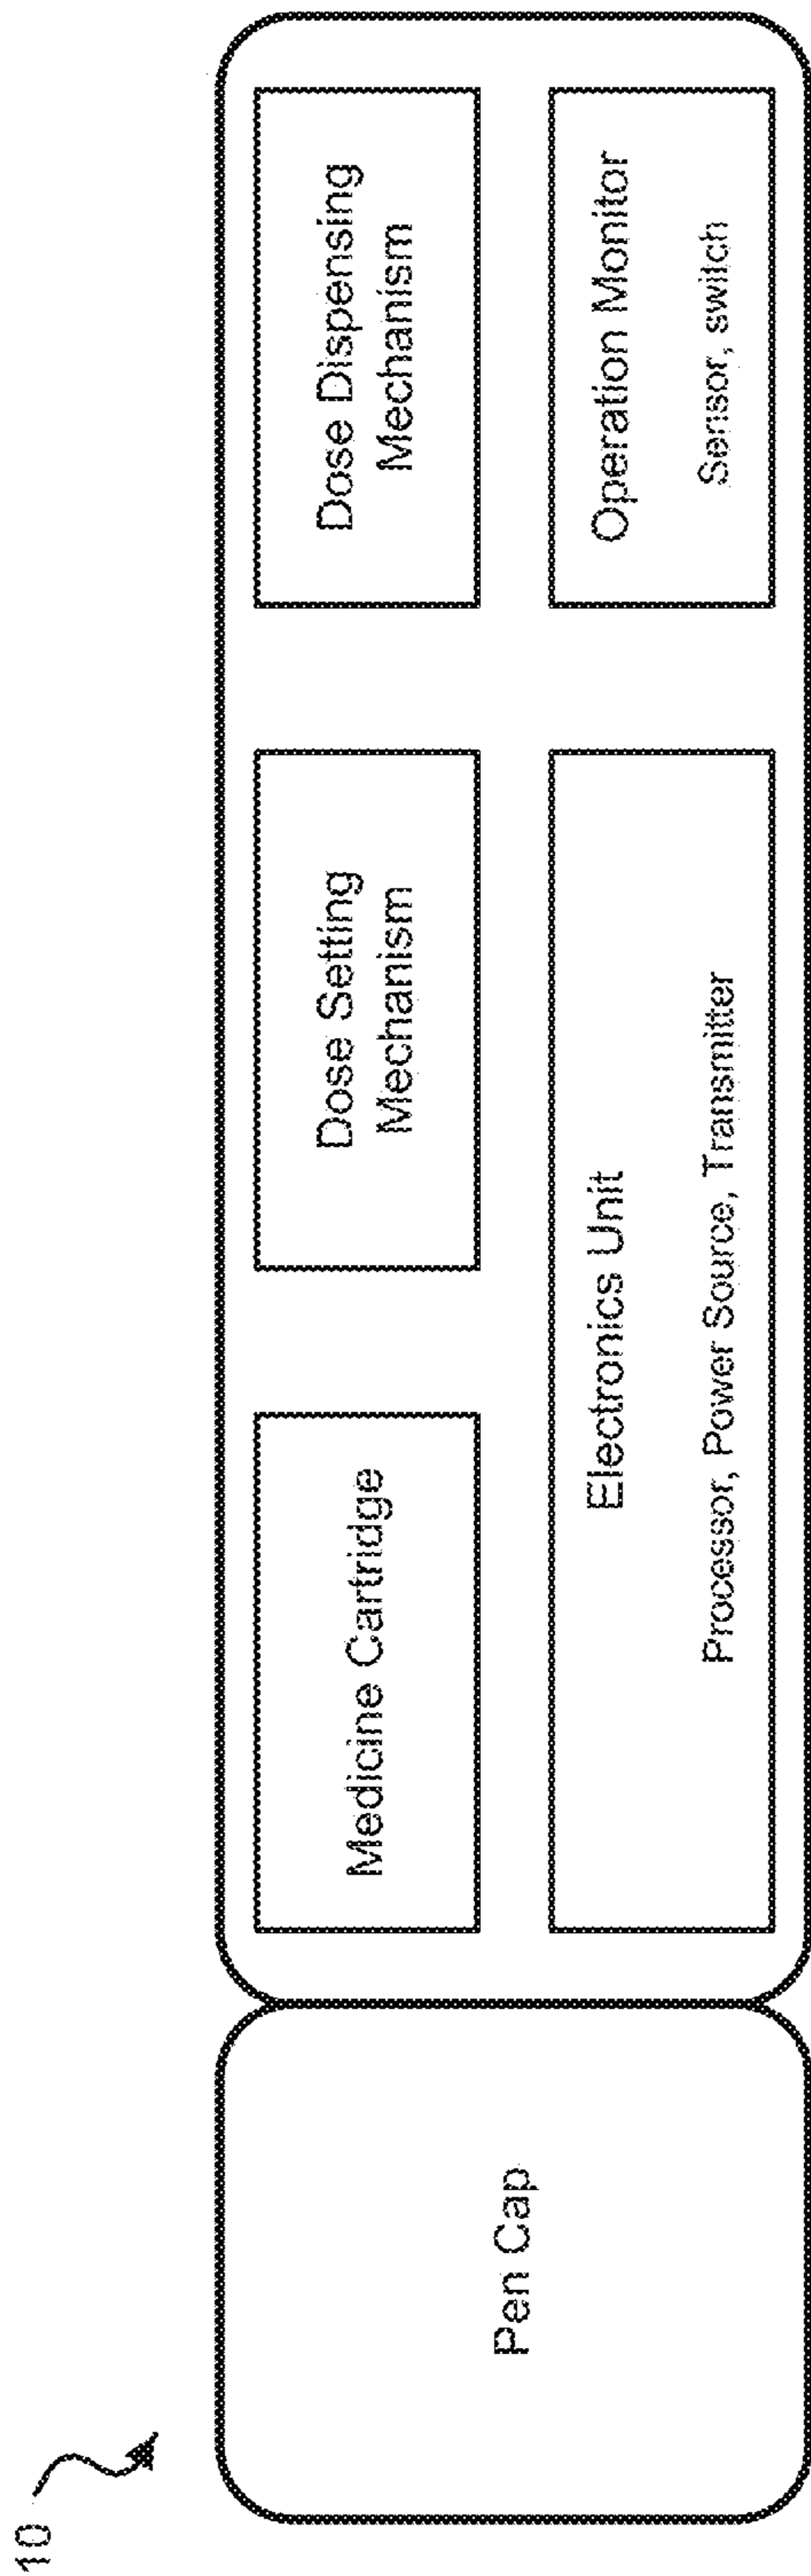 10
Pen Cap
Medicine Cartridge
Dose Setting
Mechanism
Dose Dispensing
Mechanism
Electronics Unit
Processor, Power Source, Transmitter
Operation Monitor
Sensor, switch